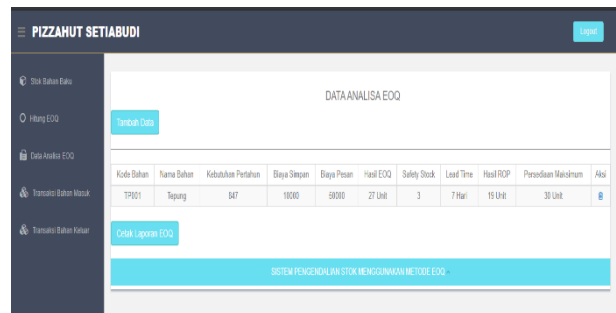 PIZZAHUT SETIABUDI
Logout
Stok Bahan Baku
Hitung EOQ
Data Analisa EOQ
Transaksi Bahan Masuk
Transaksi Bahan Keluar
DATA ANALISA EOQ
Tambah Data
Kode Bahan Nama Bahan Kebutuhan Pertahun Biaya Simpan Biaya Pesan Hasil EOQ Safety Stock Lead Time Hasil ROP Persediaan Maksimum Aksi
TP001 Tepung 847 10000 27 Unit 3 7 Hari 19 Unit 30 Unit
Cetak Laporan EOQ
SISTEM PENGENDALIAN STOK MENGGUNAKAN METODE EOQ